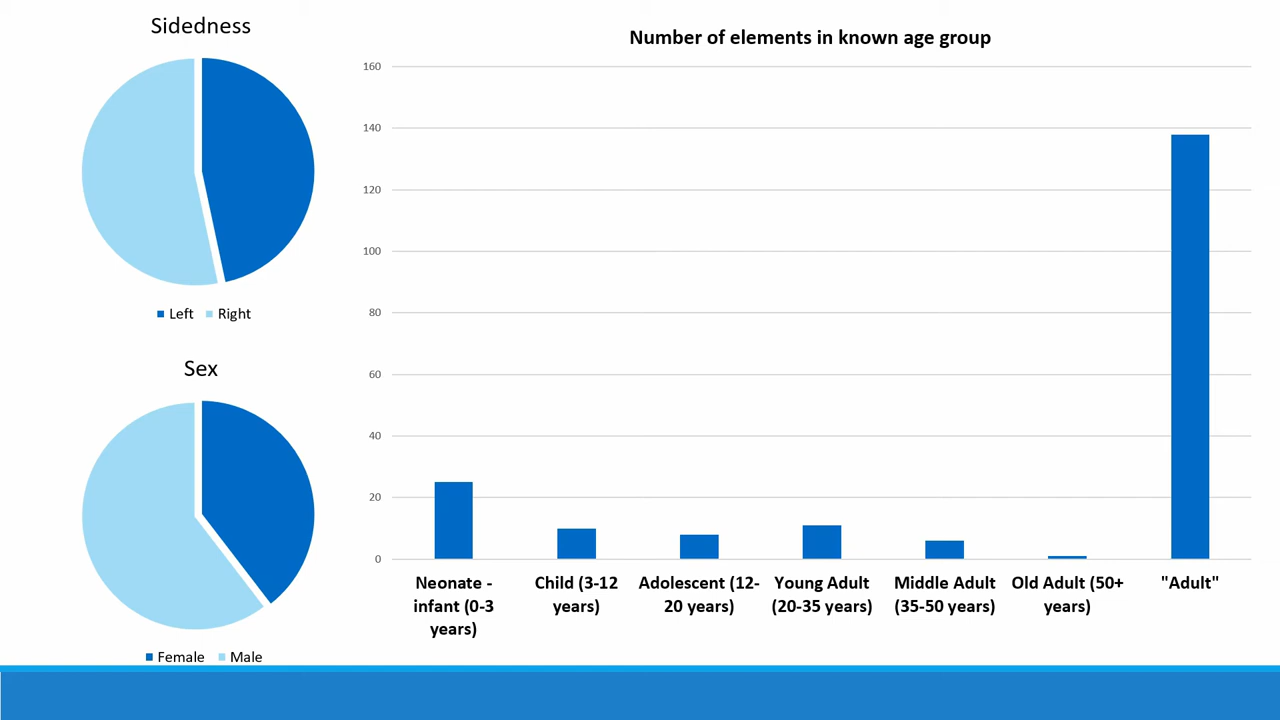 Sidedness
Left Right
Sex
Female Male
Number of elements in known age group
160
140
120
100
80
60
40
20
0
Neonate -
infant (0-3
years)
Child (3-12
years)
Adolescent (12-
20 years)
Young Adult
(20-35 years)
Middle Adult
(35-50 years)
Old Adult (50+
years)
"Adult"